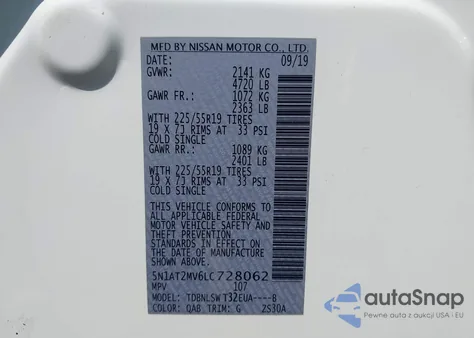 MFD BY NISSAN MOTOR CO., LTD.
DATE: 09/19
GVWR: 2141 KG
4720 LB
GAWR FR.: 1072 KG
2363 LB
WITH 225/55R19 TIRES
19 X 7J RIMS AT 33 PSI
COLD SINGLE
GAWR RR.: 1089 KG
2401 LB
WITH 225/55R19 TIRES
19 X 7J RIMS AT 33 PSI
COLD SINGLE
THIS VEHICLE CONFORMS TO
ALL APPLICABLE FEDERAL
MOTOR VEHICLE SAFETY
STANDARDS IN EFFECT ON
THE DATE OF MANUFACTURE
SHOWN ABOVE.
5N1AT2MV6LC728062
MPV 107
MODEL: TDBNLSWT32EUA----B
COLOR: QAB TRIM: G 2S30A
autoSnap
Pewne auta z aukcji USA • EU